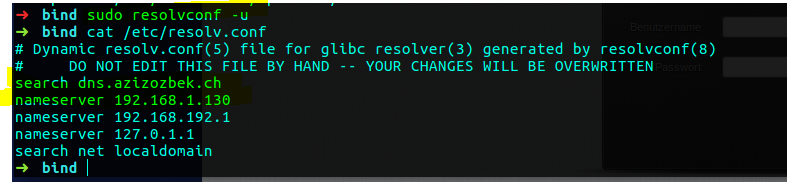 ➜ bind sudo resolvconf -u
➜ bind cat /etc/resolv.conf
# Dynamic resolv.conf(5) file for glibc resolver(3) generated by resolvconf(8)
#     DO NOT EDIT THIS FILE BY HAND -- YOUR CHANGES WILL BE OVERWRITTEN
search dns.azizozbek.ch
nameserver 192.168.1.130
nameserver 192.168.192.1
nameserver 127.0.1.1
search net localdomain
➜ bind
Benutzername
Passwort